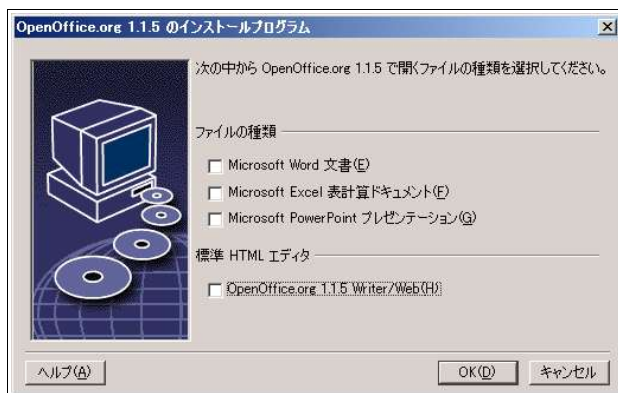 OpenOffice.org 1.1.5 のインストールプログラム
次の中から OpenOffice.org 1.1.5 で開くファイルの種類を選択してください。
ファイルの種類
Microsoft Word 文書(E)
Microsoft Excel 表計算ドキュメント(F)
Microsoft PowerPoint プレゼンテーション(G)
標準 HTML エディタ
OpenOffice.org 1.1.5 Writer/Web(H)
ヘルプ(A)
OK(D)
キャンセル